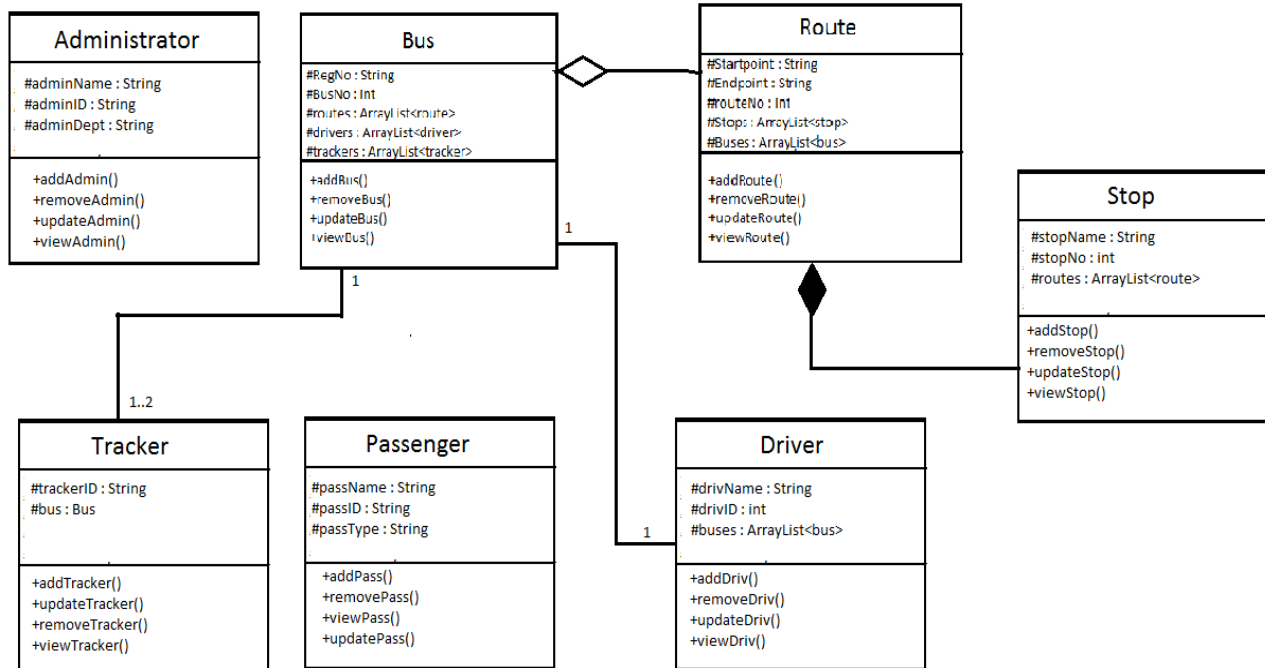 Administrator
#adminName : String
#adminID : String
#adminDept : String
+addAdmin()
+removeAdmin()
+updateAdmin()
+viewAdmin()
Bus
#RegNo : String
#BusNo : Int
#routes : ArrayList<route>
#drivers : ArrayList<driver>
#trackers : ArrayList<tracker>
+addBus()
+removeBus()
+updateBus()
+viewBus()
Route
#Startpoint : String
#Endpoint : String
#routeNo : Int
#Stops : ArrayList<stop>
#Buses : ArrayList<bus>
+addRoute()
+removeRoute()
+updateRoute()
+viewRoute()
Stop
#stopName : String
#stopNo : int
#routes : ArrayList<route>
+addStop()
+removeStop()
+updateStop()
+viewStop()
1
1
1..2
1
Tracker
#trackerID : String
#bus : Bus
+addTracker()
+updateTracker()
+removeTracker()
+viewTracker()
Passenger
#passName : String
#passID : String
#passType : String
+addPass()
+removePass()
+viewPass()
+updatePass()
Driver
#drivName : String
#drivID : int
#buses : ArrayList<bus>
+addDriv()
+removeDriv()
+updateDriv()
+viewDriv()